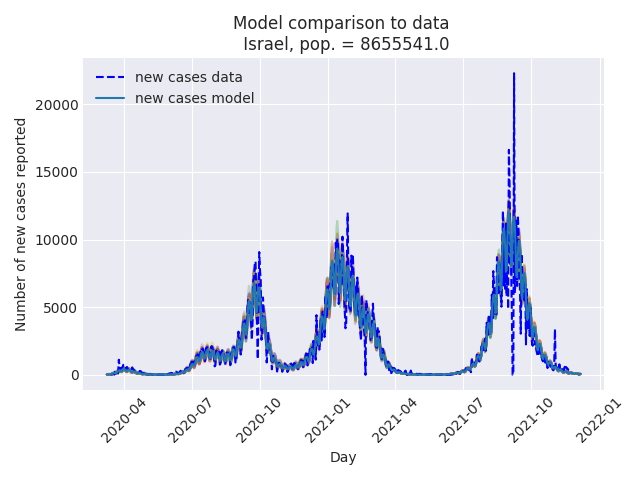 Model comparison to data
Israel, pop. = 8655541.0
new cases data
new cases model
Number of new cases reported
20000
15000
10000
5000
0
2020-04
2020-07
2020-10
2021-01
2021-04
2021-07
2021-10
2022-01
Day